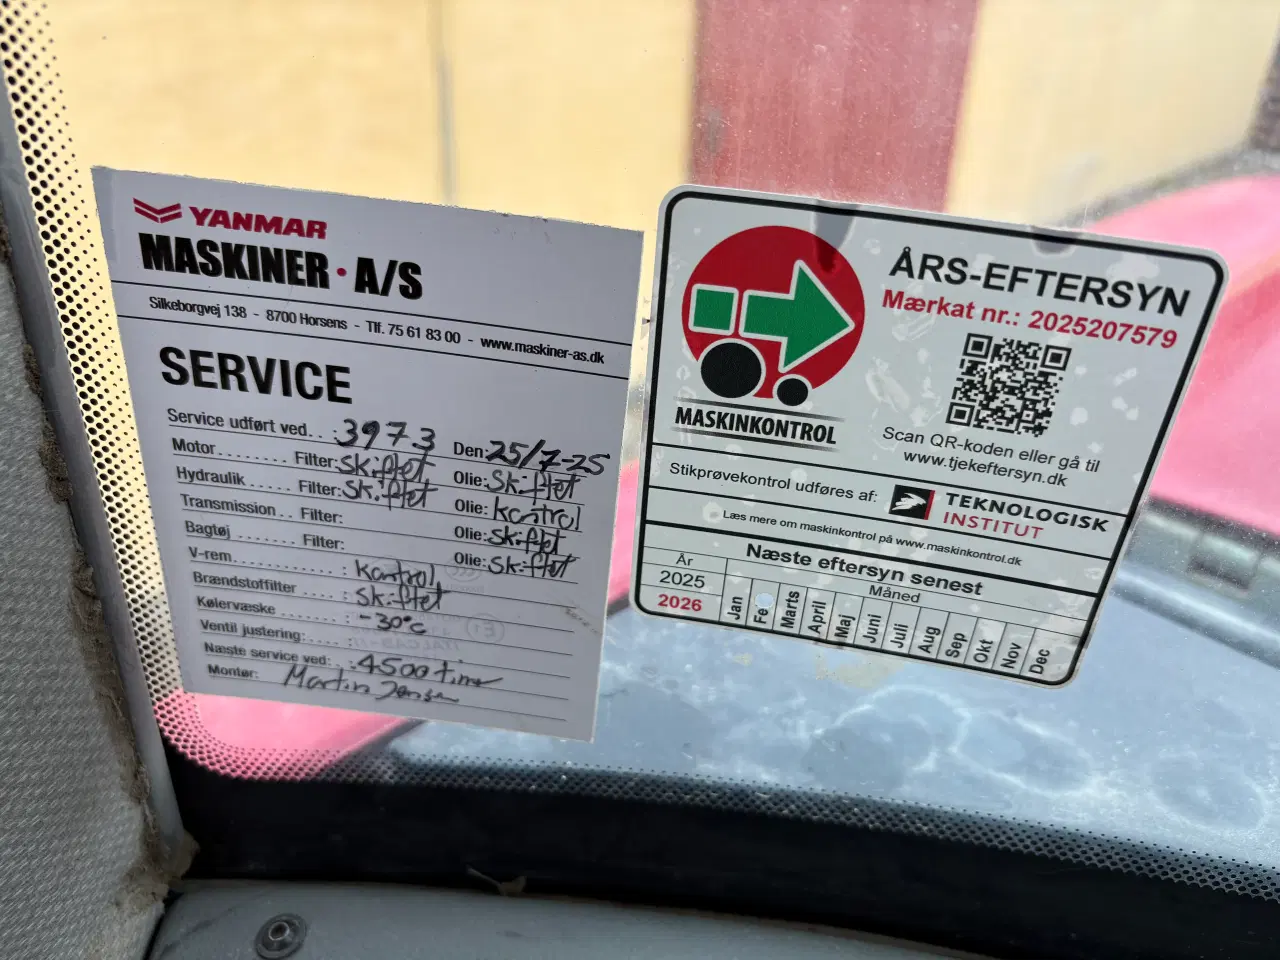 YANMAR
MASKINER · A/S
Silkeborgvej 138 - 8700 Horsens - Tlf. 75 61 83 00 - www.maskiner-as.dk
SERVICE
Service udført ved. . : 3973 Den: 25/7-25
Motor. . . . . . . . Filter: Skiftet Olie: Skiftet
Hydraulik . . . . . Filter: Skiftet Olie: kontrol
Transmission. . Filter: Olie: Skiftet
Bagtøj . . . . . . . Filter: Olie: Skiftet
V-rem. . . . . . . . . . . . . : kontrol
Brændstoffilter . . . . . : Skiftet
Kølervæske . . . . . . . : -30°C
Ventil justering: . . . . :
Næste service ved: . : 4500 timer
Montør: Martin Jensen
MASKINKONTROL
ÅRS-EFTERSYN
Mærkat nr.: 2025207579
Scan QR-koden eller gå til
www.tjekeftersyn.dk
Stikprøvekontrol udføres af: TEKNOLOGISK
INSTITUT
Læs mere om maskinkontrol på www.maskinkontrol.dk
Næste eftersyn senest
År Måned
2025
2026 Jan Fe Marts April Maj Juni Juli Aug Sep Okt Nov Dec